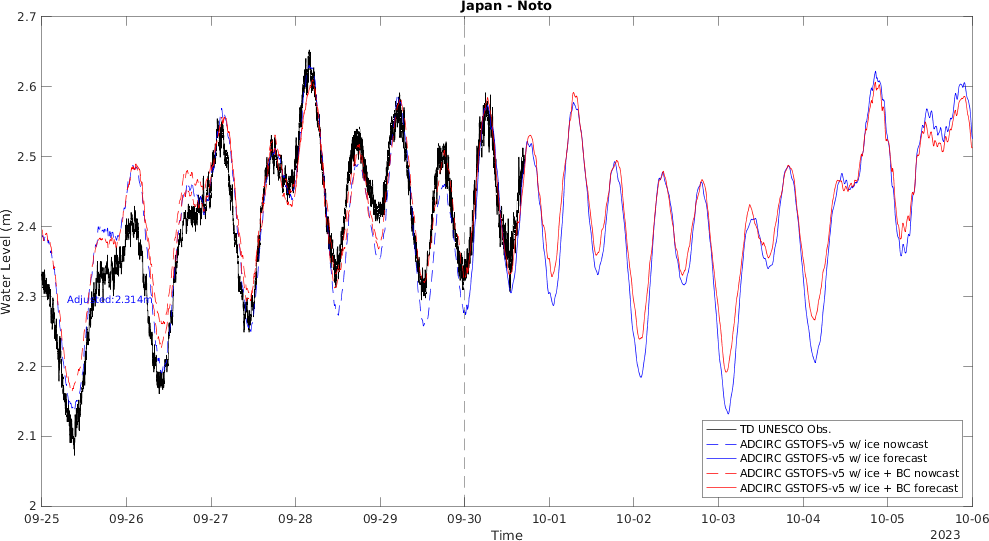 Japan - Noto
2.7
2.6
2.5
2.4
2.3
2.2
2.1
2
Water Level (m)
Adjusted:2.314m
TD UNESCO Obs.
ADCIRC GSTOFS-v5 w/ ice nowcast
ADCIRC GSTOFS-v5 w/ ice forecast
ADCIRC GSTOFS-v5 w/ ice + BC nowcast
ADCIRC GSTOFS-v5 w/ ice + BC forecast
09-25 09-26 09-27 09-28 09-29 09-30 10-01 10-02 10-03 10-04 10-05 10-06
Time
2023